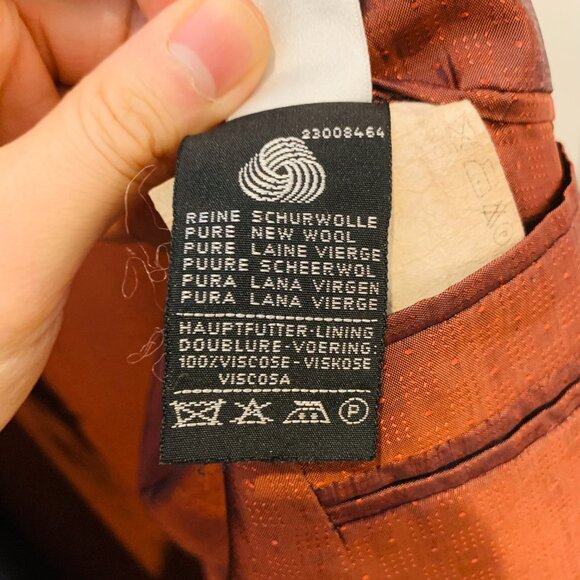 23008464
REINE SCHURWOLLE
PURE NEW WOOL
PURE LAINE VIERGE
PUURE SCHEERWOL
PURA LANA VIRGEN
PURA LANA VIERGE
HAUPTFUTTER-LINING
DOUBLURE-VOERING:
100%VISCOSE-VISKOSE
VISCOSA
P